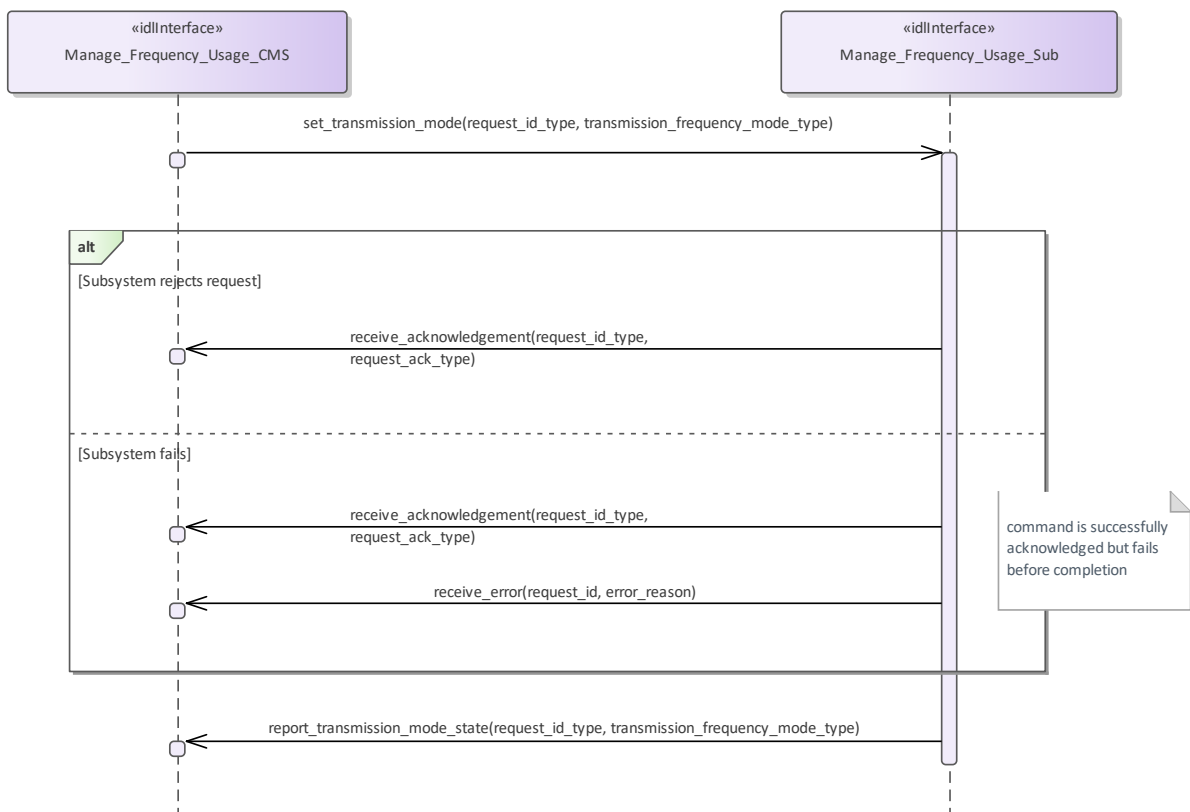 «idlInterface»
Manage_Frequency_Usage_CMS
«idlInterface»
Manage_Frequency_Usage_Sub
set_transmission_mode(request_id_type, transmission_frequency_mode_type)
alt
[Subsystem rejects request]
receive_acknowledgement(request_id_type,
request_ack_type)
[Subsystem fails]
receive_acknowledgement(request_id_type,
request_ack_type)
command is successfully
acknowledged but fails
before completion
receive_error(request_id, error_reason)
report_transmission_mode_state(request_id_type, transmission_frequency_mode_type)